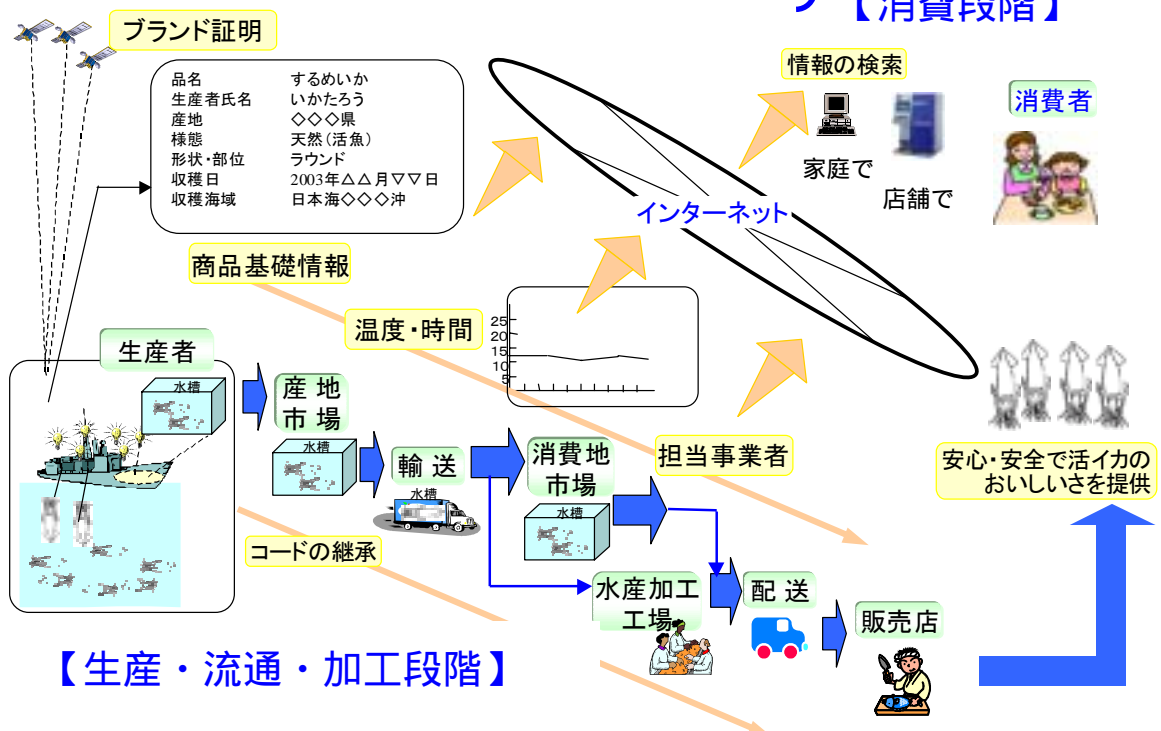 【消費段階】
ブランド証明
品名 するめいか
生産者氏名 いかたろう
産地 ◇◇◇県
様態 天然(活魚)
形状・部位 ラウンド
収穫日 2003年△△月▽▽日
収穫海域 日本海◇◇◇沖
情報の検索
消費者
家庭で
店舗で
インターネット
商品基礎情報
温度・時間
25
20
15
10
5
生産者
水槽
産地
市場
水槽
輸送
水槽
消費地
市場
水槽
担当事業者
安心・安全で活イカの
おいしいさを提供
コードの継承
水産加工
工場
配送
販売店
【生産・流通・加工段階】